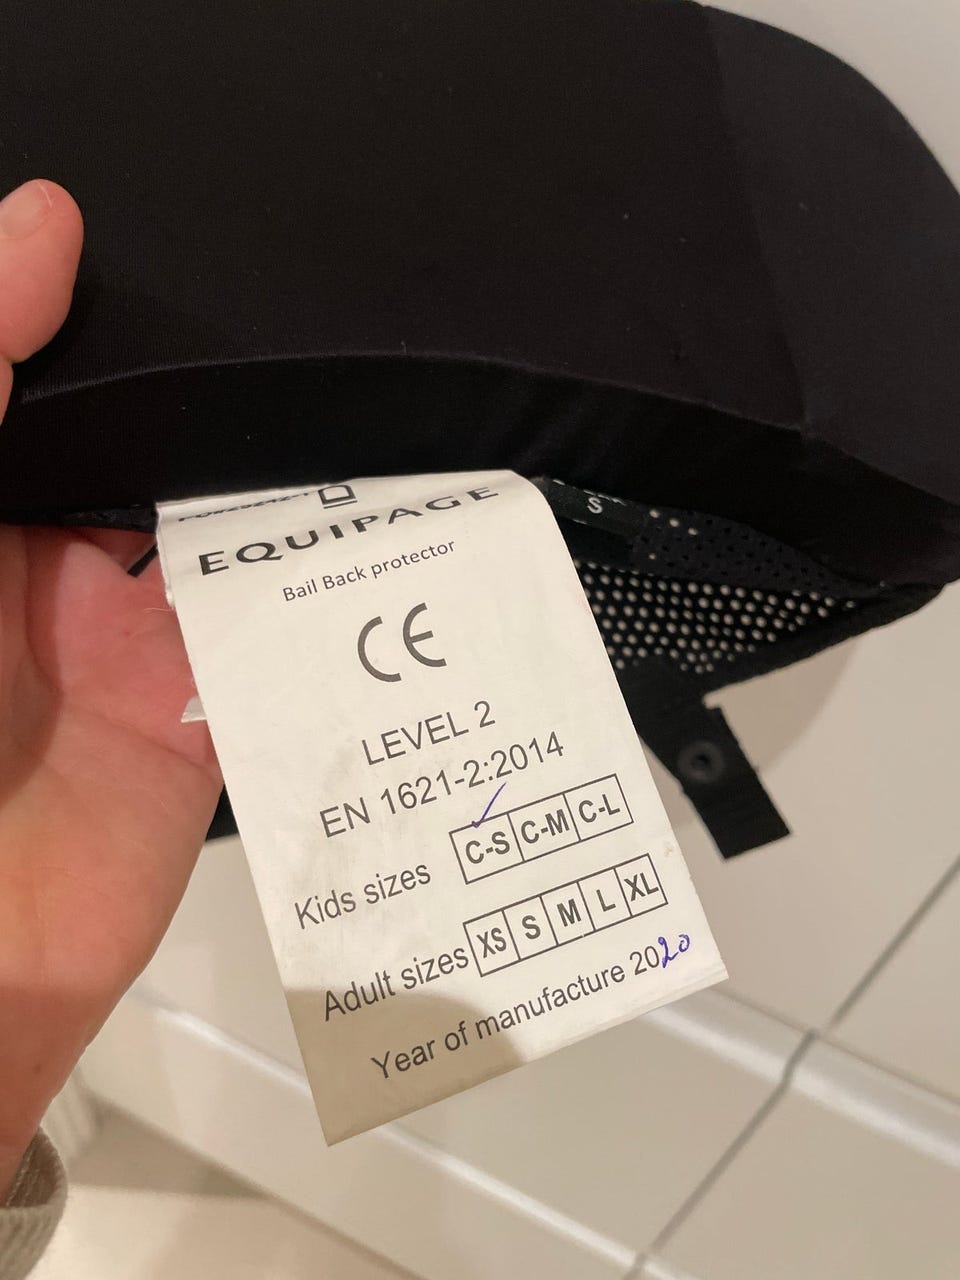 EQUIPAGE
Bail Back protector
CE
LEVEL 2
EN 1621-2:2014
Kids sizes C-S C-M C-L
Adult sizes XS S M L XL
Year of manufacture 2020
S